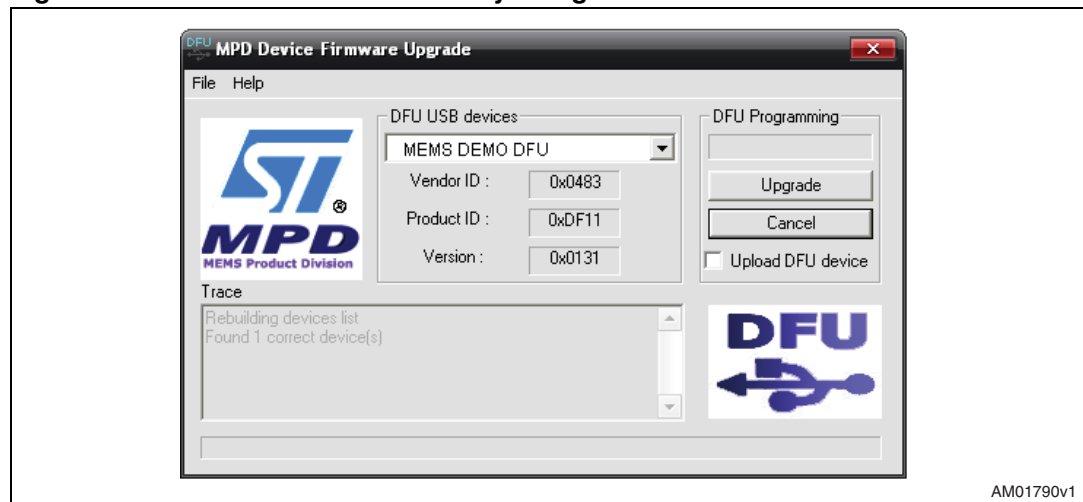 DFU MPD Device Firmware Upgrade
File Help
DFU USB devices
MEMS DEMO DFU
Vendor ID : 0x0483
Product ID : 0xDF11
Version : 0x0131
DFU Programming
Upgrade
Cancel
Upload DFU device
ST®
MPD
MEMS Product Division
Trace
Rebuilding devices list
Found 1 correct device(s)
DFU
AM01790v1